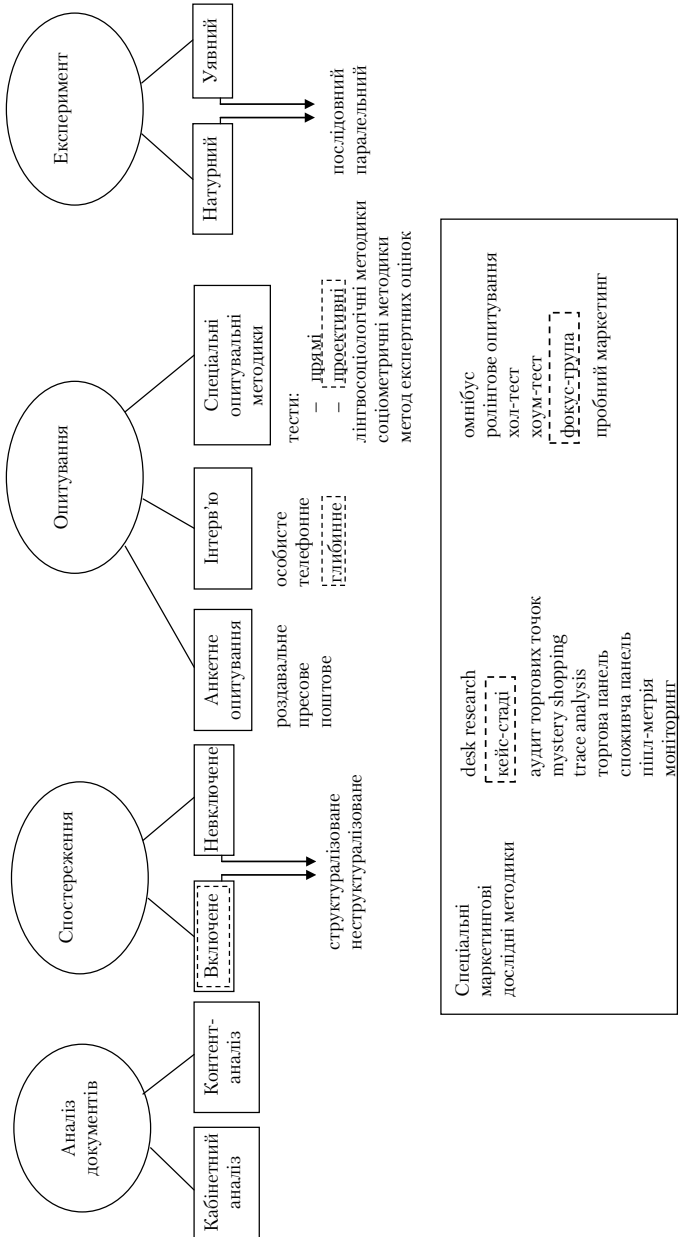 Аналіз
документів
Кабінетний
аналіз
Контент-
аналіз
Спостереження
Включене
Невключене
структуралізоване
неструктуралізоване
Опитування
Анкетне
опитування
роздавальне
пресове
поштове
Інтерв'ю
особисте
телефонне
глибинне
Спеціальні
опитувальні
методики
тести:
– прямі
– проективні
лінгвосоціологічні методики
соціометричні методики
метод експертних оцінок
Експеримент
Натурний
Уявний
послідовний
паралельний
Спеціальні
маркетингові
дослідні методики
desk research
кейс-стаді
аудит торгових точок
mystery shopping
trace analysis
торгова панель
споживча панель
піпл-метрія
моніторинг
омнібус
ролінгове опитування
хол-тест
хоум-тест
фокус-група
пробний маркетинг